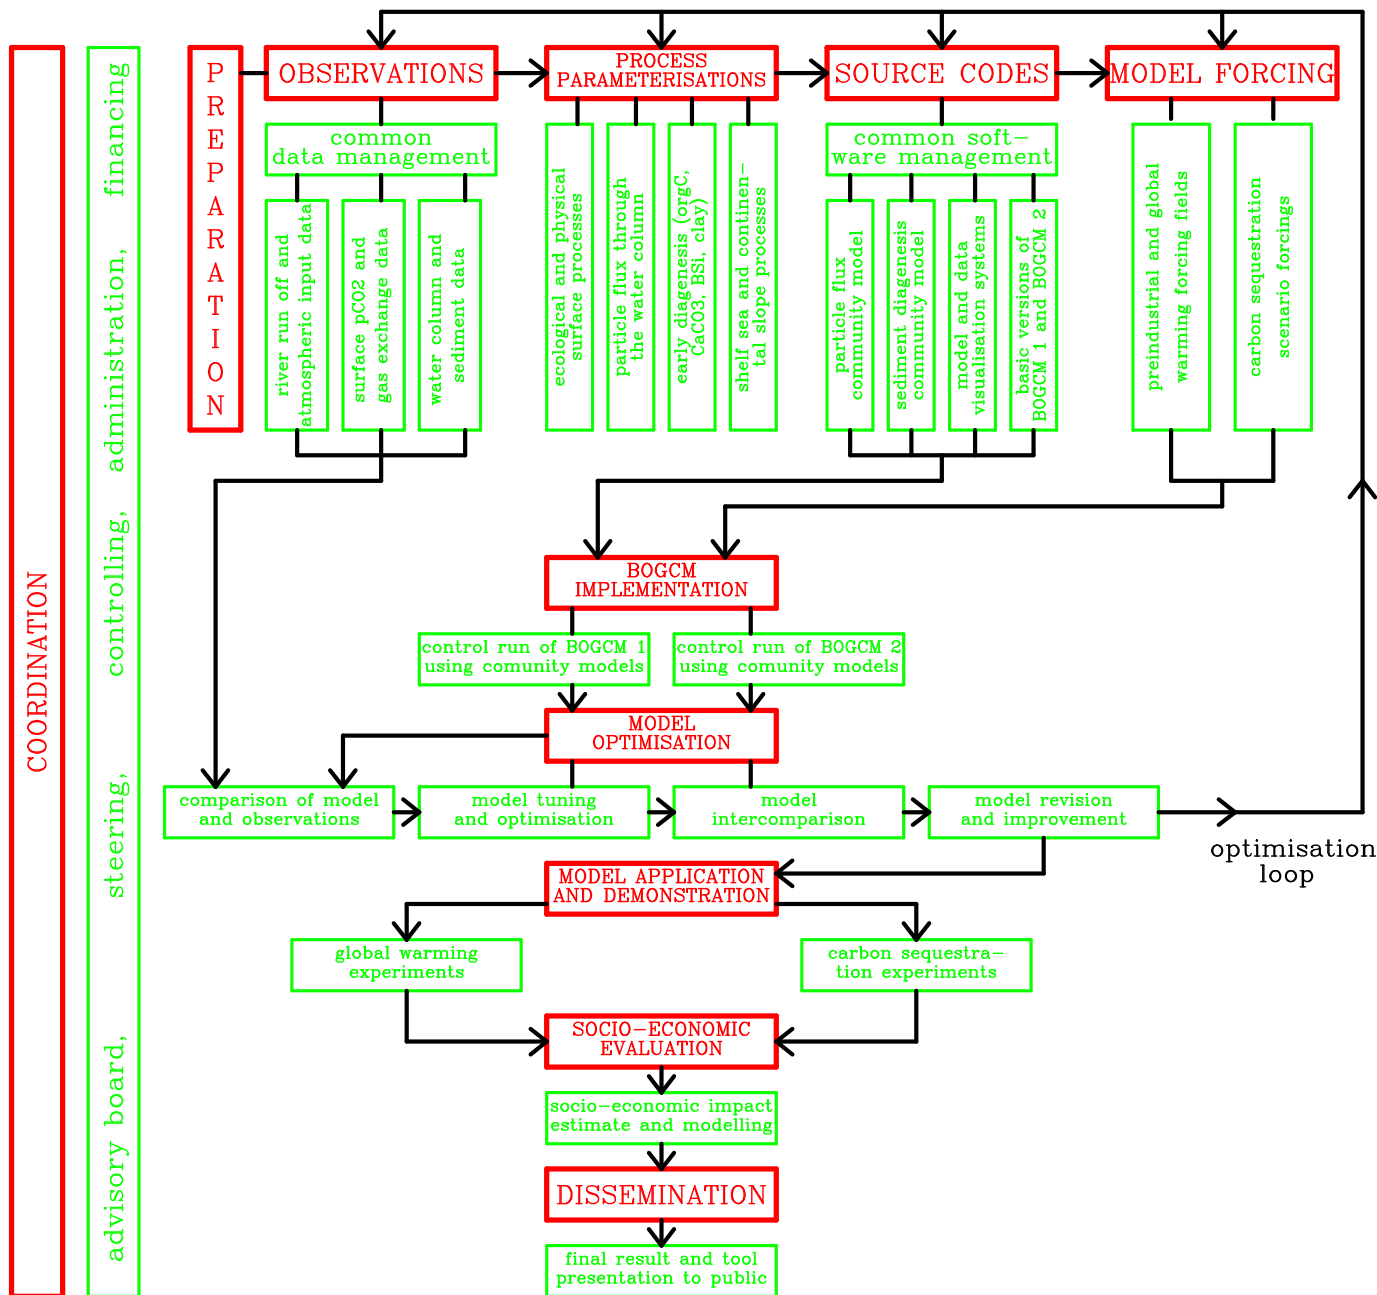 COORDINATION
advisory board, steering, controlling, administration, financing
PREPARATION
OBSERVATIONS
common
data management
river run off and
atmospheric input data
surface pCO2 and
gas exchange data
water column and
sediment data
PROCESS
PARAMETERISATIONS
ecological and physical
surface processes
particle flux through
the water column
early diagenesis (orgC,
CaCO3, BSi, clay)
shelf sea and continen-
tal slope processes
SOURCE CODES
common soft-
ware management
particle flux
community model
sediment diagenesis
community model
model and data
visualisation systems
basic versions of
BOGCM 1 and BOGCM 2
MODEL FORCING
preindustrial and global
warming forcing fields
carbon sequestration
scenario forcings
BOGCM
IMPLEMENTATION
control run of BOGCM 1
using comunity models
control run of BOGCM 2
using comunity models
MODEL
OPTIMISATION
comparison of model
and observations
model tuning
and optimisation
model
intercomparison
model revision
and improvement
optimisation
loop
MODEL APPLICATION
AND DEMONSTRATION
global warming
experiments
carbon sequestra-
tion experiments
SOCIO-ECONOMIC
EVALUATION
socio-economic impact
estimate and modelling
DISSEMINATION
final result and tool
presentation to public